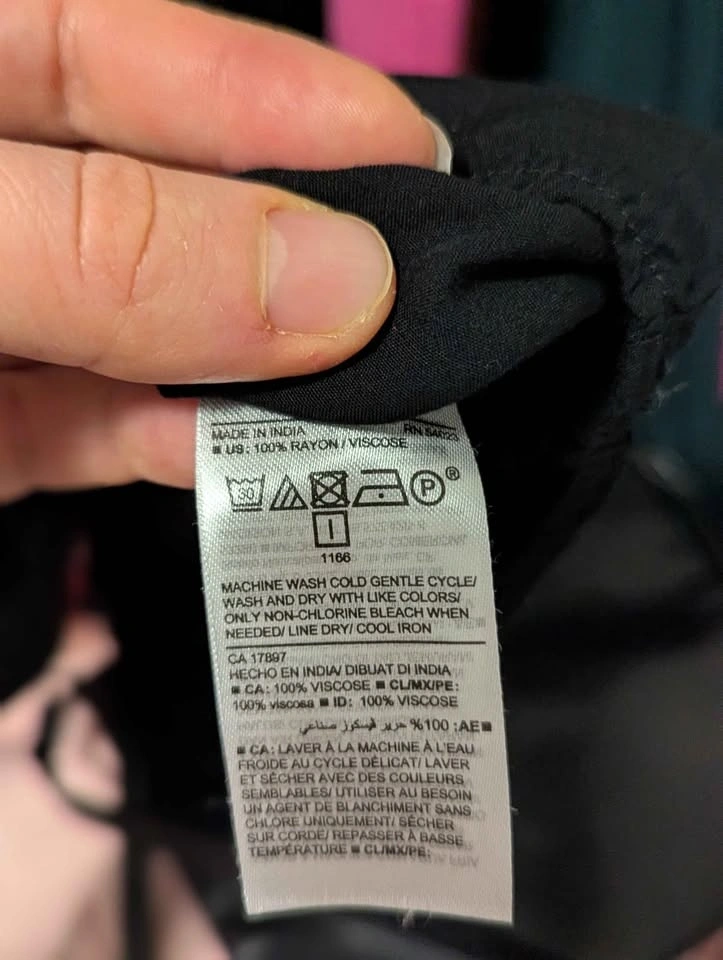 MADE IN INDIA RN 54023
■ US: 100% RAYON / VISCOSE
30 P ®
1166
MACHINE WASH COLD GENTLE CYCLE/
WASH AND DRY WITH LIKE COLORS/
ONLY NON-CHLORINE BLEACH WHEN
NEEDED/ LINE DRY/ COOL IRON
CA 17897
HECHO EN INDIA/ DIBUAT DI INDIA
■ CA: 100% VISCOSE ■ CL/MX/PE:
100% viscosa ■ ID: 100% VISCOSE
■AE: 100% حرير فيسكوز صناعي
■ CA: LAVER À LA MACHINE À L'EAU
FROIDE AU CYCLE DÉLICAT/ LAVER
ET SÉCHER AVEC DES COULEURS
SEMBLABLES/ UTILISER AU BESOIN
UN AGENT DE BLANCHIMENT SANS
CHLORE UNIQUEMENT/ SÉCHER
SUR CORDE/ REPASSER À BASSE
TEMPÉRATURE ■ CL/MX/PE: